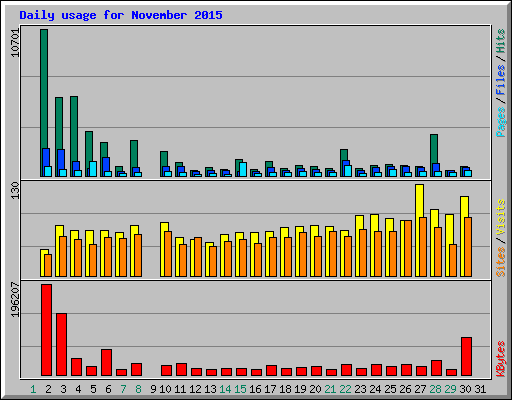 Daily usage for November 2015
10701
Pages / Files / Hits
130
Sites / Visits
196207
KBytes
1 2 3 4 5 6 7 8 9 10 11 12 13 14 15 16 17 18 19 20 21 22 23 24 25 26 27 28 29 30 31